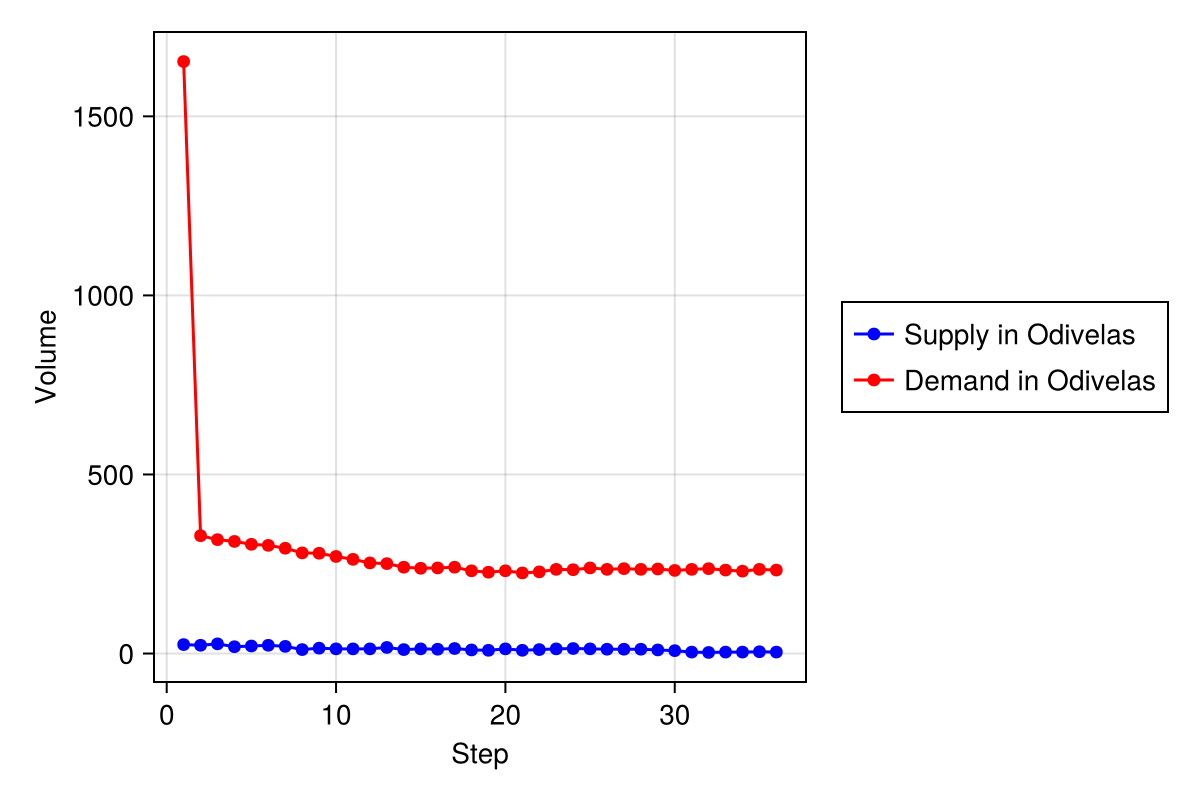 1500
1000
500
0
Volume
0 10 20 30
Step
Supply in Odivelas
Demand in Odivelas